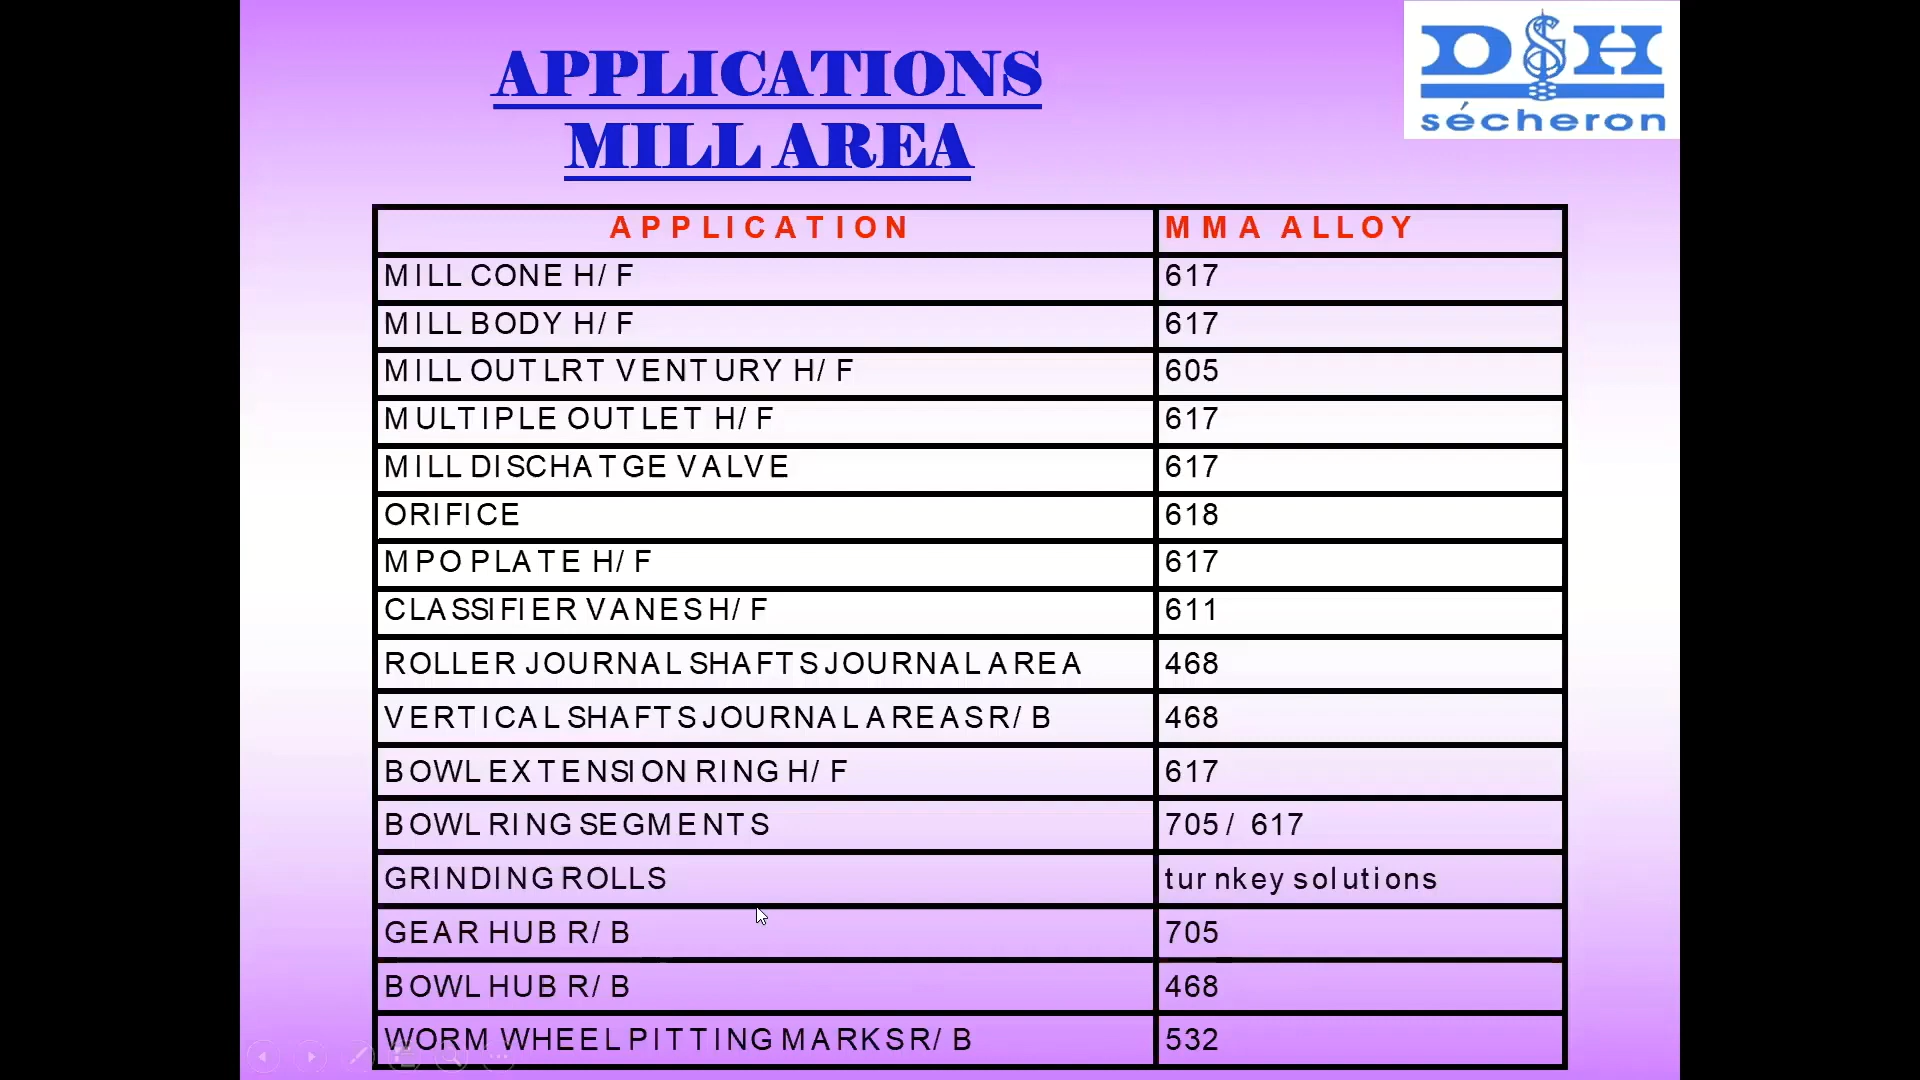 APPLICATIONS
MILL AREA
D&H
sécheron
APPLICATION MMA ALLOY
MILL CONE H/F 617
MILL BODY H/F 617
MILL OUTLRT VENTURY H/F 605
MULTIPLE OUTLET H/F 617
MILL DISCHATGE VALVE 617
ORIFICE 618
MPO PLATE H/F 617
CLASSIFIER VANES H/F 611
ROLLER JOURNAL SHAFTS JOURNAL AREA 468
VERTICAL SHAFTS JOURNAL AREAS R/B 468
BOWL EXTENSION RING H/F 617
BOWL RING SEGMENTS 705/ 617
GRINDING ROLLS turnkey solutions
GEAR HUB R/B 705
BOWL HUB R/B 468
WORM WHEEL PITTING MARKS R/B 532